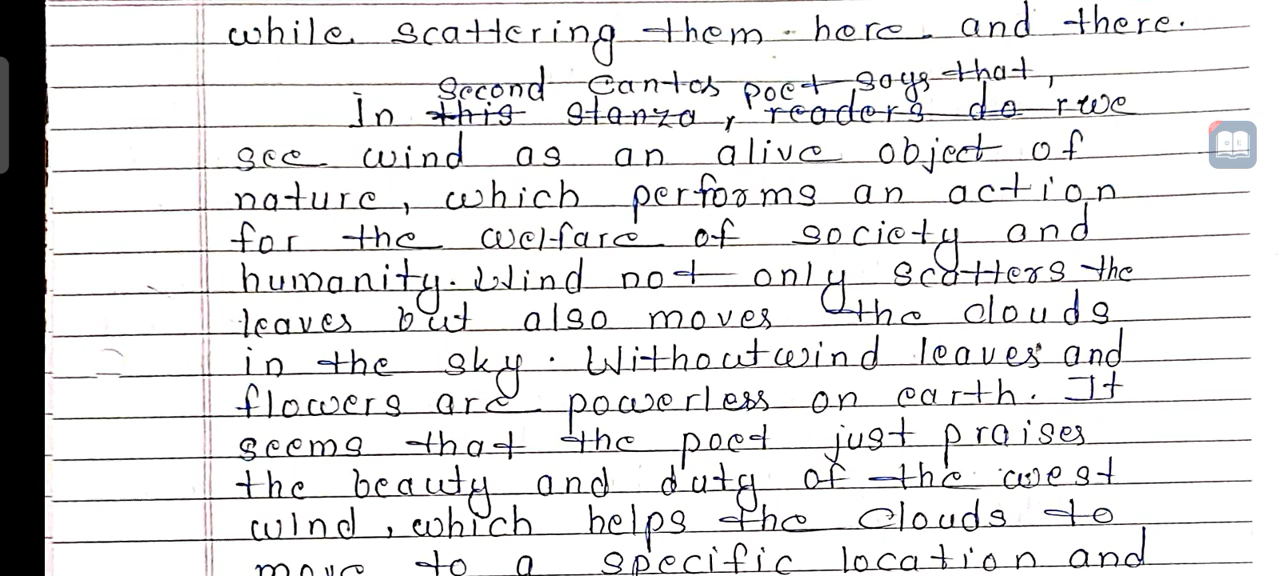 while scattering them here and there.
Second Cantos poet says that,
In this stanza, readers do r we
see wind as an alive object of
nature, which performs an action
for the welfare of society and
humanity. Wind not only scatters the
leaves but also moves the clouds
in the sky. Without wind leaves and
flowers are powerless on earth. It
seems that the poet just praises
the beauty and duty of the west
wind, which helps the clouds to
move to a specific location and